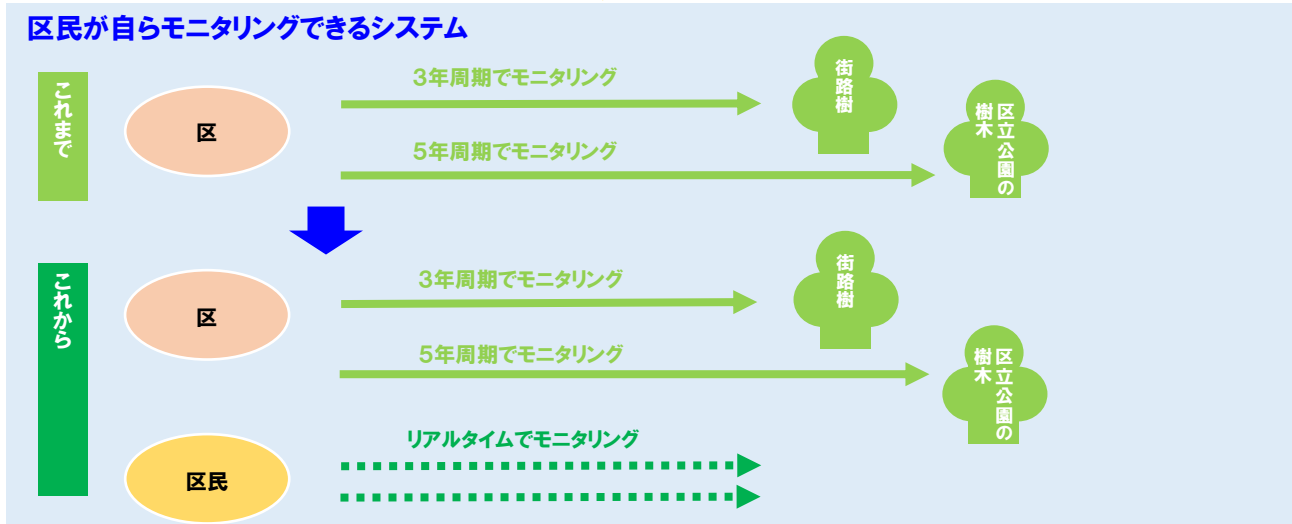 区民が自らモニタリングできるシステム
これまで
区
3年周期でモニタリング
街路樹
5年周期でモニタリング
区立公園の
樹木
これから
区
3年周期でモニタリング
街路樹
5年周期でモニタリング
区立公園の
樹木
区民
リアルタイムでモニタリング